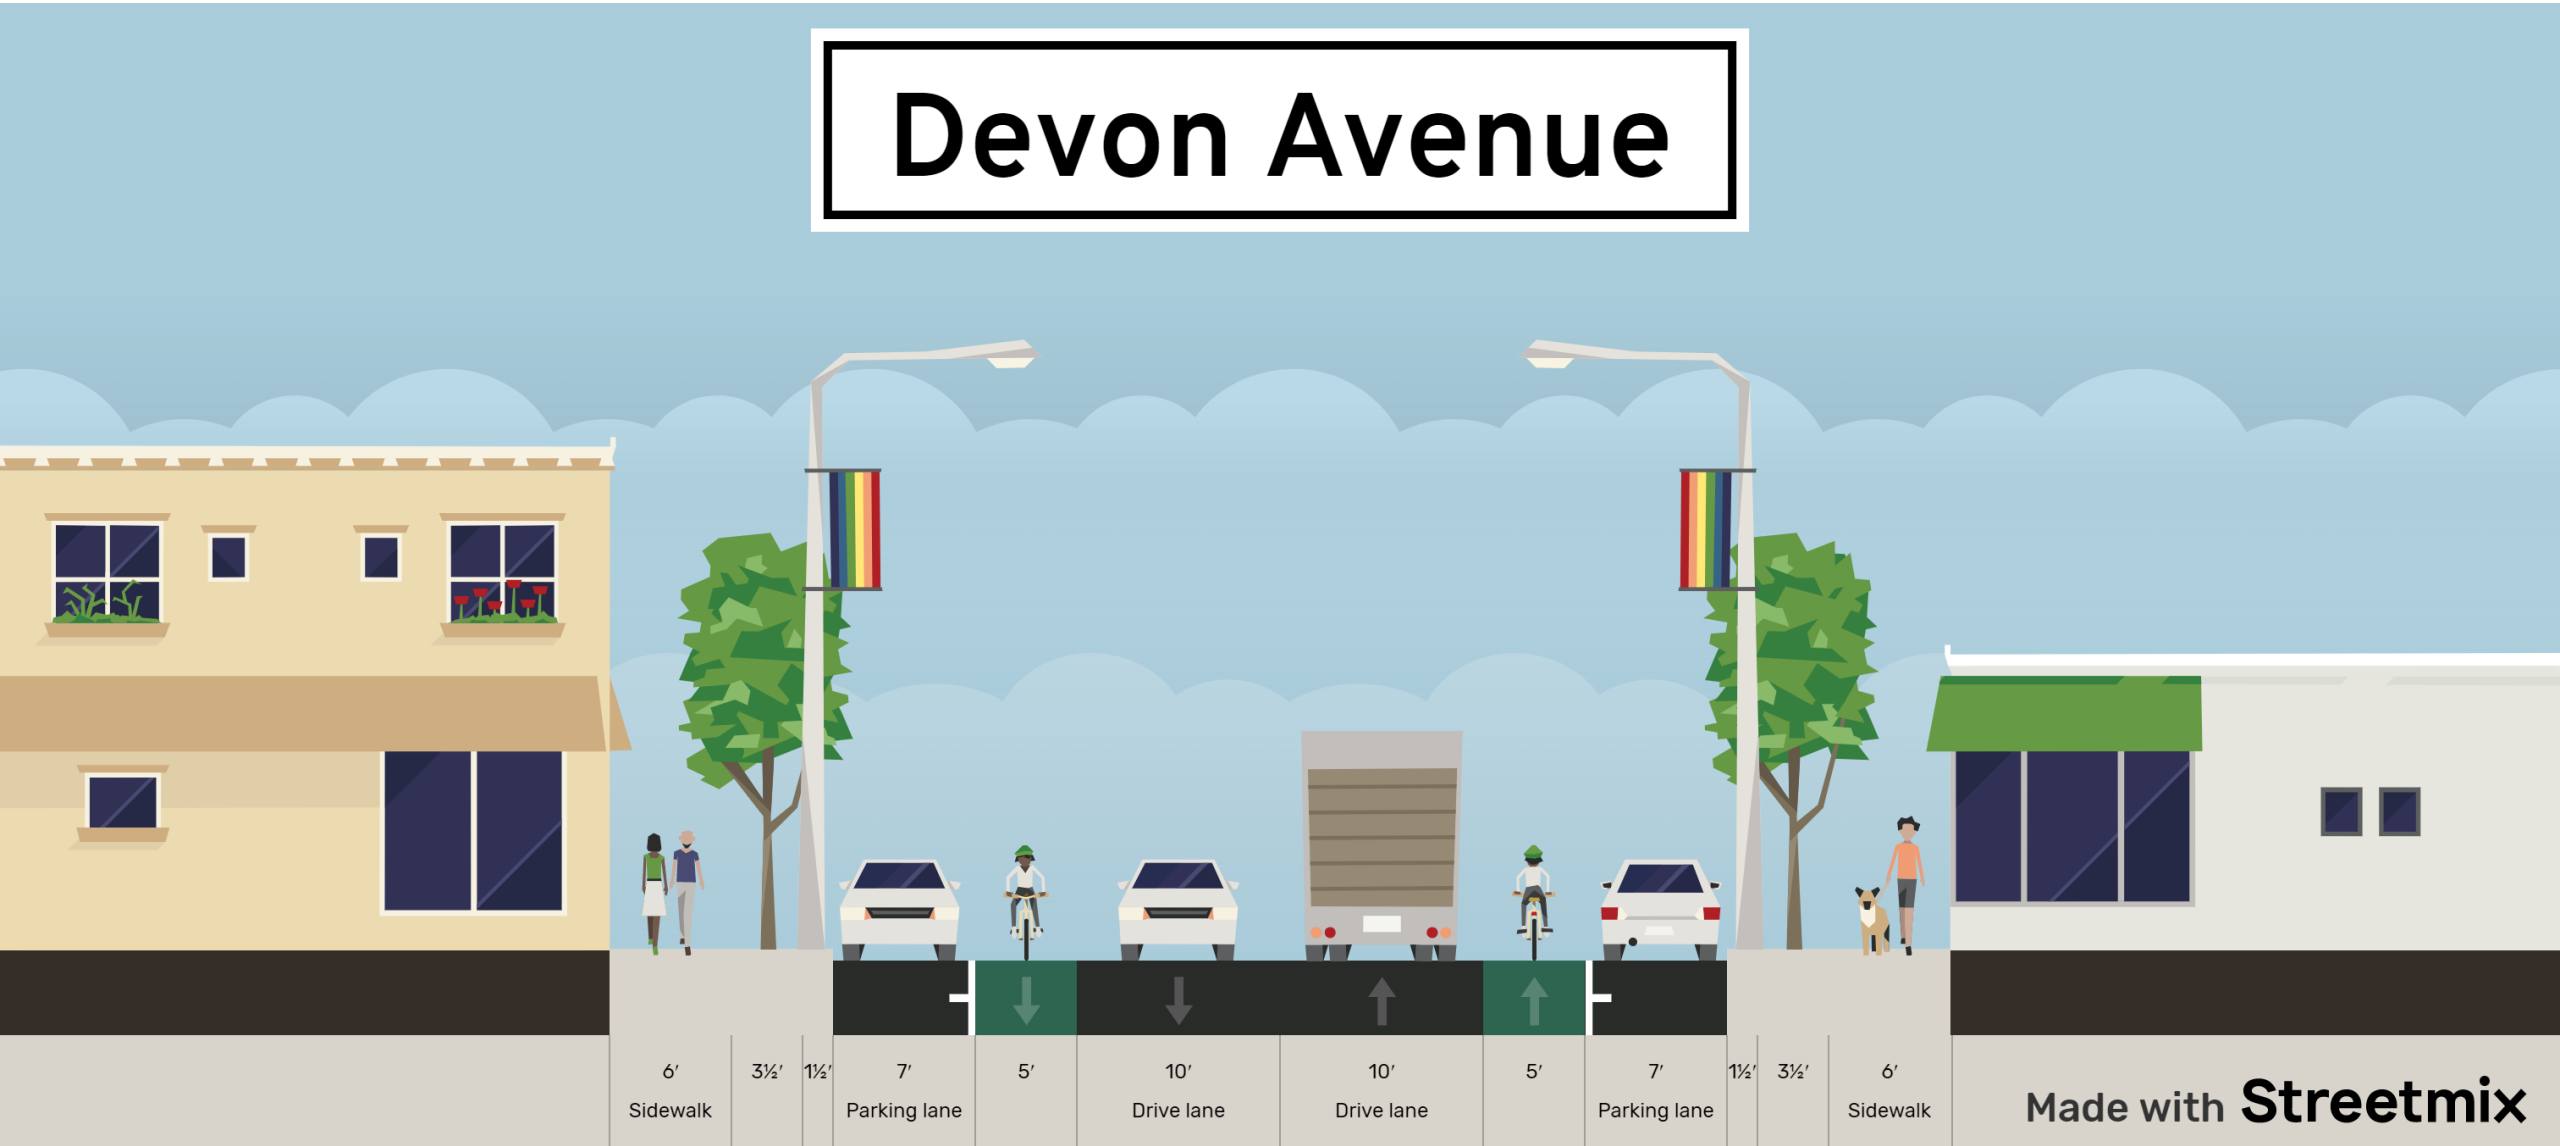 Devon Avenue
6′ 3½′ 1½′ 7′ 5′ 10′ 10′ 5′ 7′ 1½′ 3½′ 6′
Sidewalk Parking lane Drive lane Drive lane Parking lane Sidewalk
Made with Streetmix